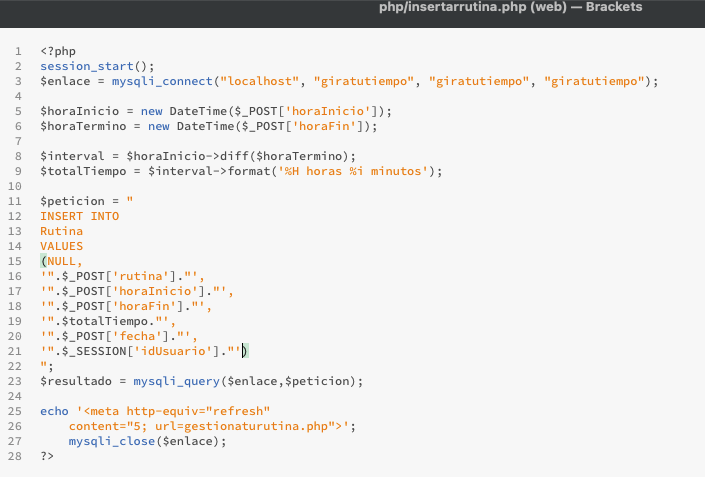 php/insertarrutina.php (web) — Brackets
1 <?php
2 session_start();
3 $enlace = mysqli_connect("localhost", "giratutiempo", "giratutiempo", "giratutiempo");
4
5 $horaInicio = new DateTime($_POST['horaInicio']);
6 $horaTermino = new DateTime($_POST['horaFin']);
7
8 $interval = $horaInicio->diff($horaTermino);
9 $totalTiempo = $interval->format('%H horas %i minutos');
10
11 $peticion = "
12 INSERT INTO
13 Rutina
14 VALUES
15 (NULL,
16 '".$_POST['rutina']."',
17 '".$_POST['horaInicio']."',
18 '".$_POST['horaFin']."',
19 '".$totalTiempo."',
20 '".$_POST['fecha']."',
21 '".$_SESSION['idUsuario']."')
22 ";
23 $resultado = mysqli_query($enlace,$peticion);
24
25 echo '<meta http-equiv="refresh"
26     content="5; url=gestionaturutina.php">';
27     mysqli_close($enlace);
28 ?>